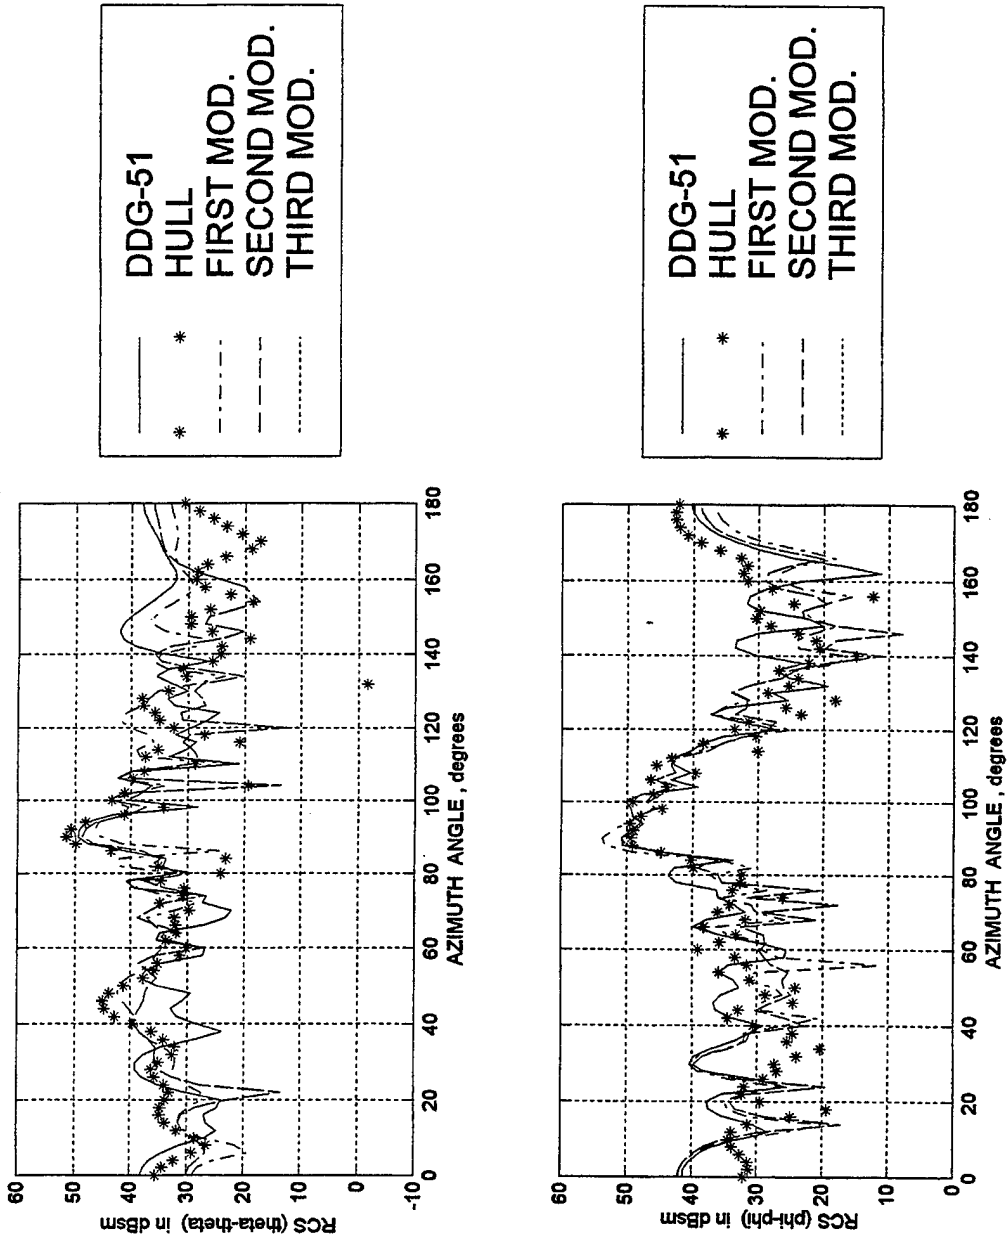 DDG-51
HULL
FIRST MOD.
SECOND MOD.
THIRD MOD.
60
50
40
30
20
10
0
-10
0
20
40
60
80
100
120
140
160
180
RCS (theta-theta) in dBsm
AZIMUTH ANGLE , degrees
DDG-51
HULL
FIRST MOD.
SECOND MOD.
THIRD MOD.
60
50
40
30
20
10
0
0
20
40
60
80
100
120
140
160
180
RCS (phi-phi) in dBsm
AZIMUTH ANGLE , degrees